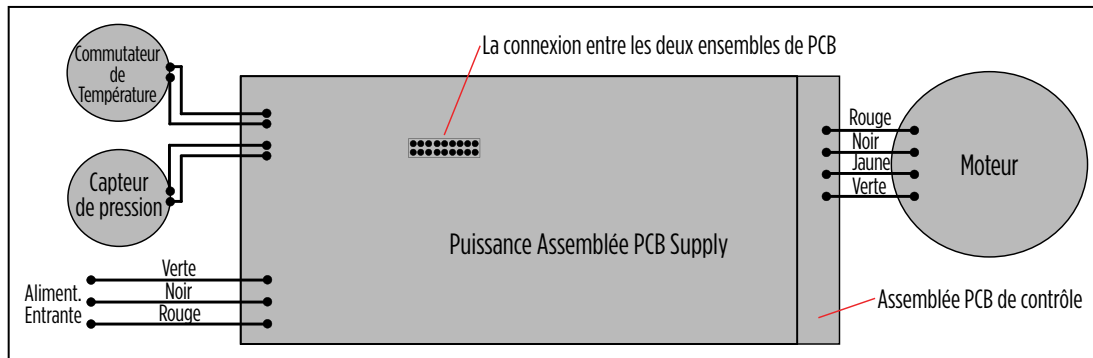 Commutateur
de
Température
La connexion entre les deux ensembles de PCB
Capteur
de pression
Rouge
Noir
Jaune
Verte
Moteur
Puissance Assemblée PCB Supply
Aliment.
Entrante
Verte
Noir
Rouge
Assemblée PCB de contrôle